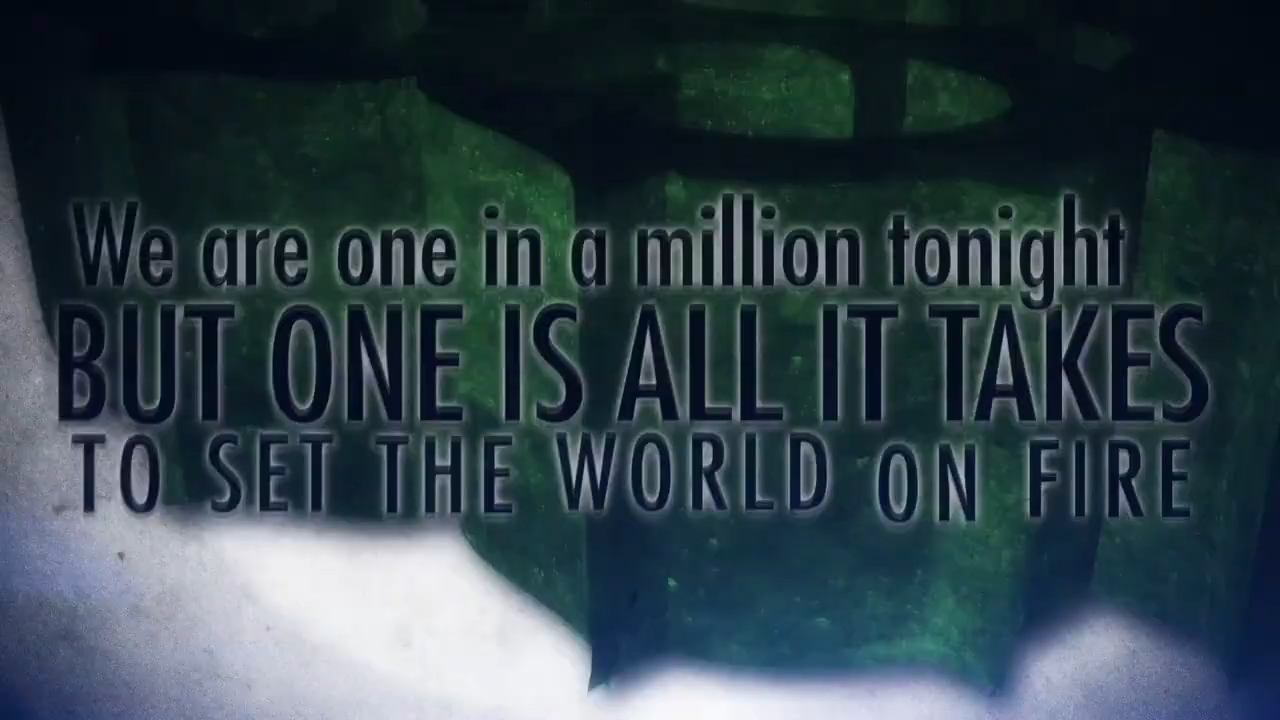 We are one in a million tonight
BUT ONE IS ALL IT TAKES
TO SET THE WORLD ON FIRE